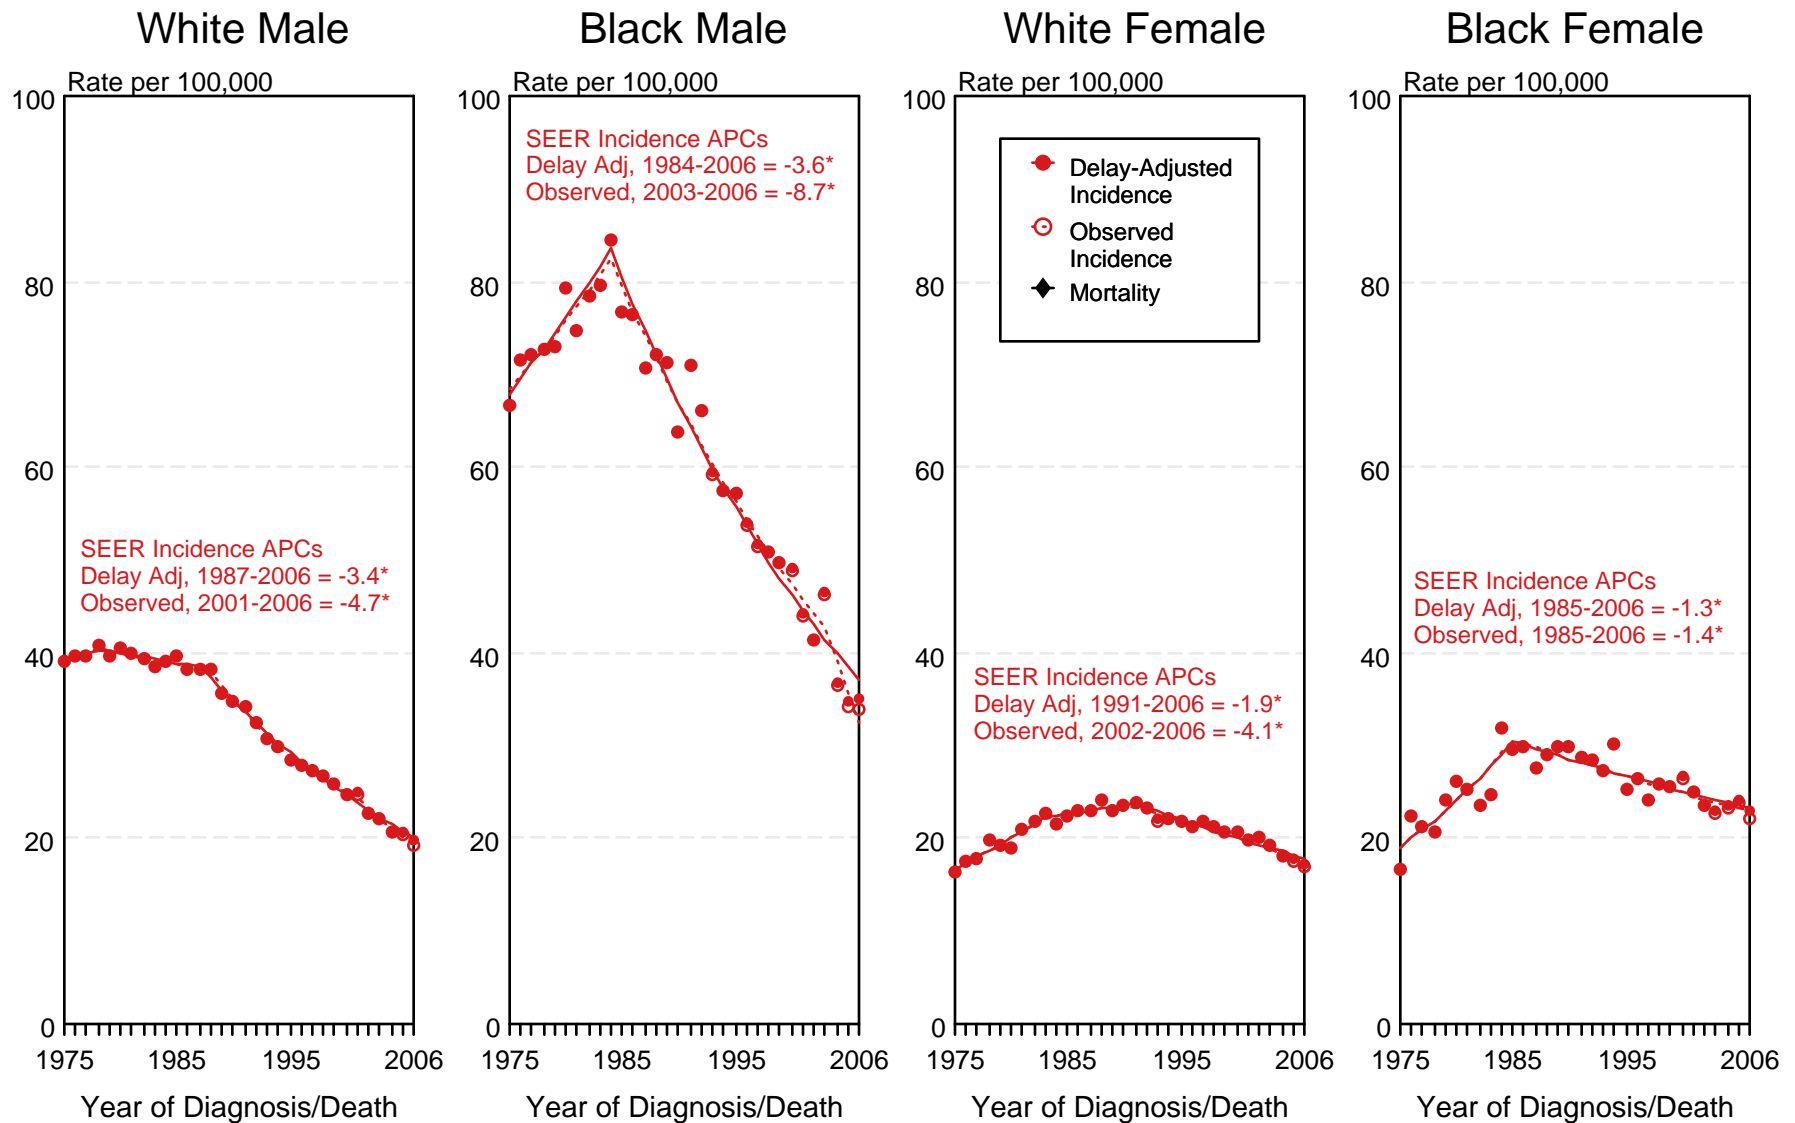 White Male
Black Male
White Female
Black Female
Rate per 100,000
100
80
60
40
20
0
SEER Incidence APCs
Delay Adj, 1987-2006 = -3.4*
Observed, 2001-2006 = -4.7*
1975
1985
1995
2006
Year of Diagnosis/Death
Rate per 100,000
100
80
60
40
20
0
SEER Incidence APCs
Delay Adj, 1984-2006 = -3.6*
Observed, 2003-2006 = -8.7*
1975
1985
1995
2006
Year of Diagnosis/Death
Rate per 100,000
100
80
60
40
20
0
Delay-Adjusted
Incidence
Observed
Incidence
Mortality
SEER Incidence APCs
Delay Adj, 1991-2006 = -1.9*
Observed, 2002-2006 = -4.1*
1975
1985
1995
2006
Year of Diagnosis/Death
Rate per 100,000
100
80
60
40
20
0
SEER Incidence APCs
Delay Adj, 1985-2006 = -1.3*
Observed, 1985-2006 = -1.4*
1975
1985
1995
2006
Year of Diagnosis/Death